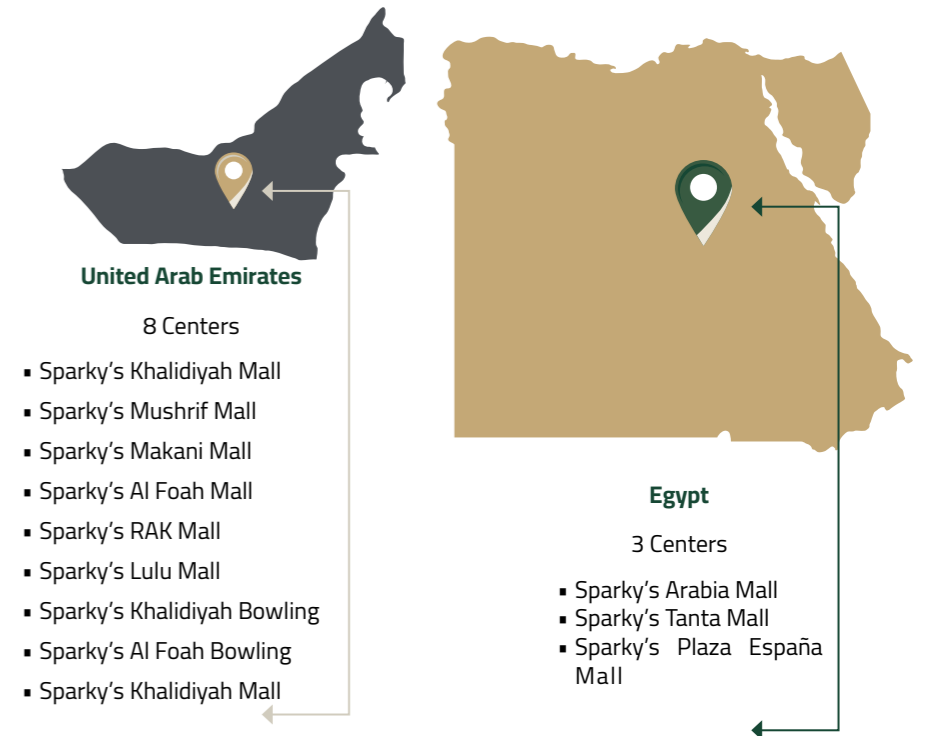 United Arab Emirates
8 Centers
▪ Sparky’s Khalidiyah Mall
▪ Sparky’s Mushrif Mall
▪ Sparky’s Makani Mall
▪ Sparky’s Al Foah Mall
▪ Sparky’s RAK Mall
▪ Sparky’s Lulu Mall
▪ Sparky’s Khalidiyah Bowling
▪ Sparky’s Al Foah Bowling
▪ Sparky’s Khalidiyah Mall
Egypt
3 Centers
▪ Sparky’s Arabia Mall
▪ Sparky’s Tanta Mall
▪ Sparky’s Plaza España
Mall